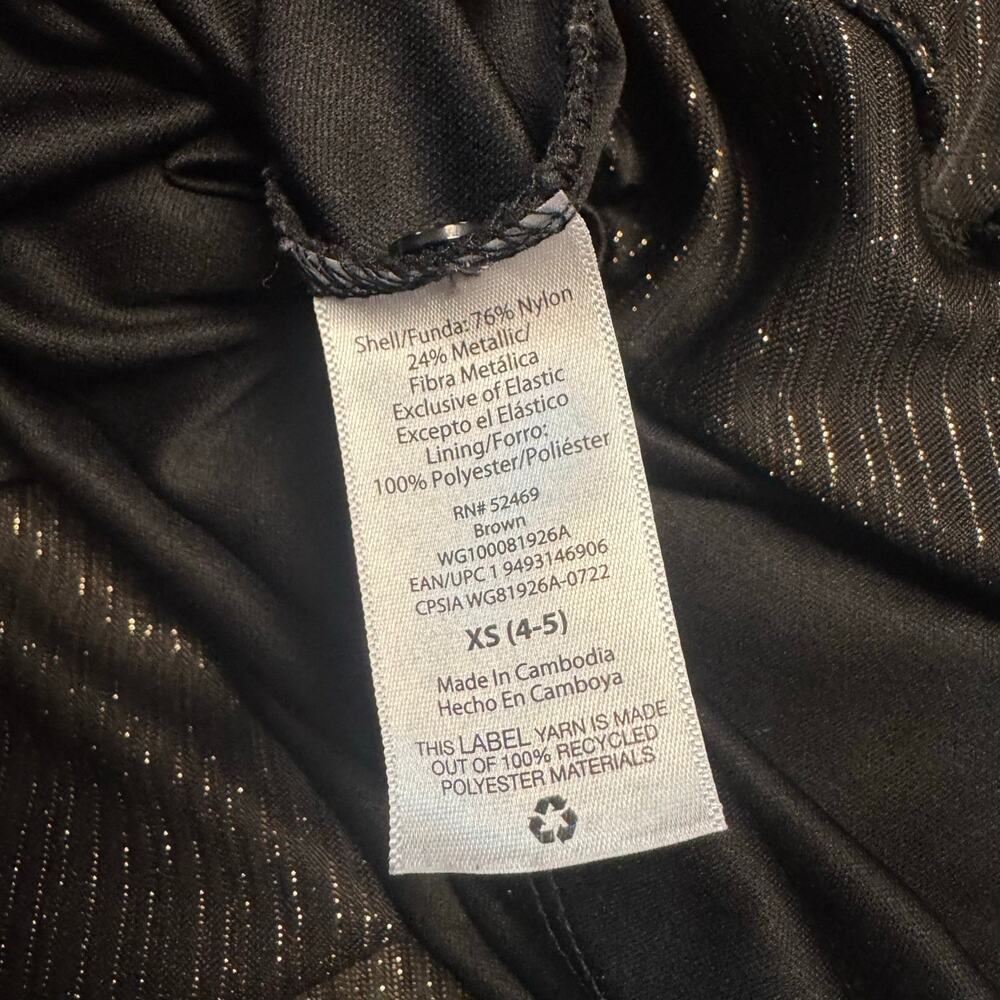 Shell/Funda: 76% Nylon
24% Metallic/
Fibra Metálica
Exclusive of Elastic
Excepto el Elástico
Lining/Forro:
100% Polyester/Poliéster
RN# 52469
Brown
WG100081926A
EAN/UPC 1 9493146906
CPSIA WG81926A-0722
XS (4-5)
Made In Cambodia
Hecho En Camboya
THIS LABEL YARN IS MADE
OUT OF 100% RECYCLED
POLYESTER MATERIALS